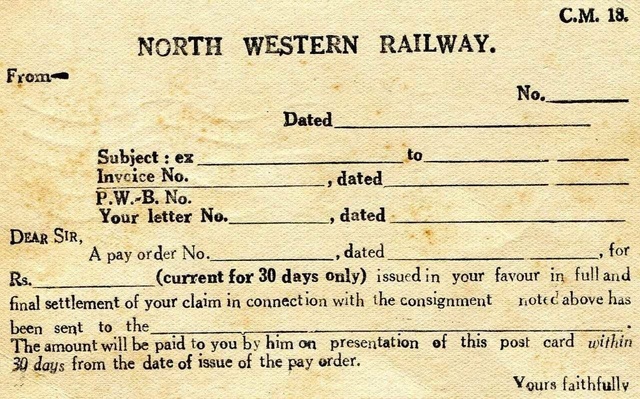 C.M. 18.
NORTH WESTERN RAILWAY.
From—
No.
Dated
Subject : ex to
Invoice No. , dated
P.W.-B. No.
Your letter No. , dated
DEAR SIR,
A pay order No. , dated , for
Rs. (current for 30 days only) issued in your favour in full and
final settlement of your claim in connection with the consignment noted above has
been sent to the .
The amount will be paid to you by him on presentation of this post card within
30 days from the date of issue of the pay order.
Yours faithfully